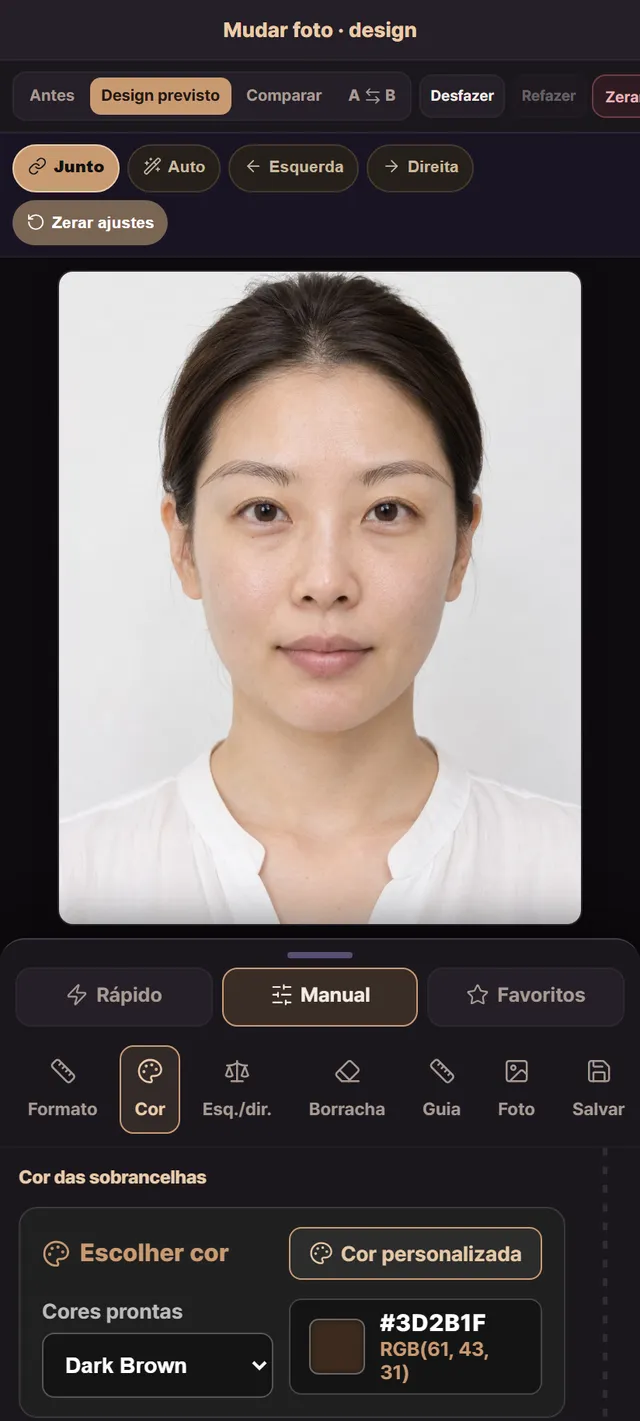 Mudar foto · design
Antes Design previsto Comparar A ⇆ B Desfazer Refazer Zerar
Junto Auto Esquerda Direita
Zerar ajustes
Rápido Manual Favoritos
Formato Cor Esq./dir. Borracha Guia Foto Salvar
Cor das sobrancelhas
Escolher cor Cor personalizada
Cores prontas
Dark Brown
#3D2B1F
RGB(61, 43,
31)